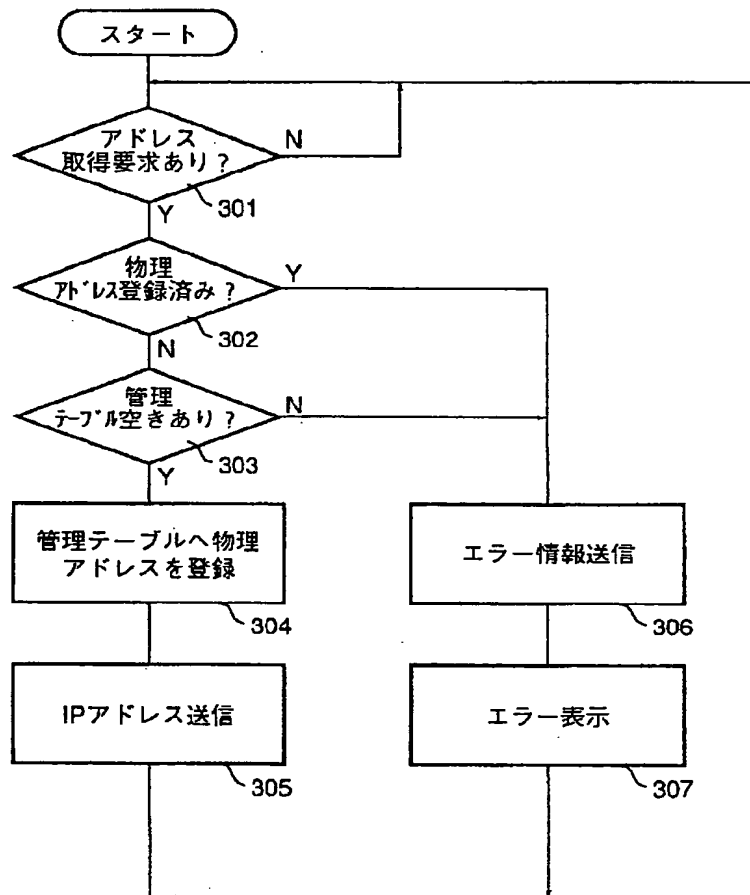 スタート
アドレス
取得要求あり？
N
301
Y
物理
アドレス登録済み？
Y
302
N
管理
テーブル空きあり？
N
303
Y
管理テーブルへ物理
アドレスを登録
304
エラー情報送信
306
IPアドレス送信
305
エラー表示
307